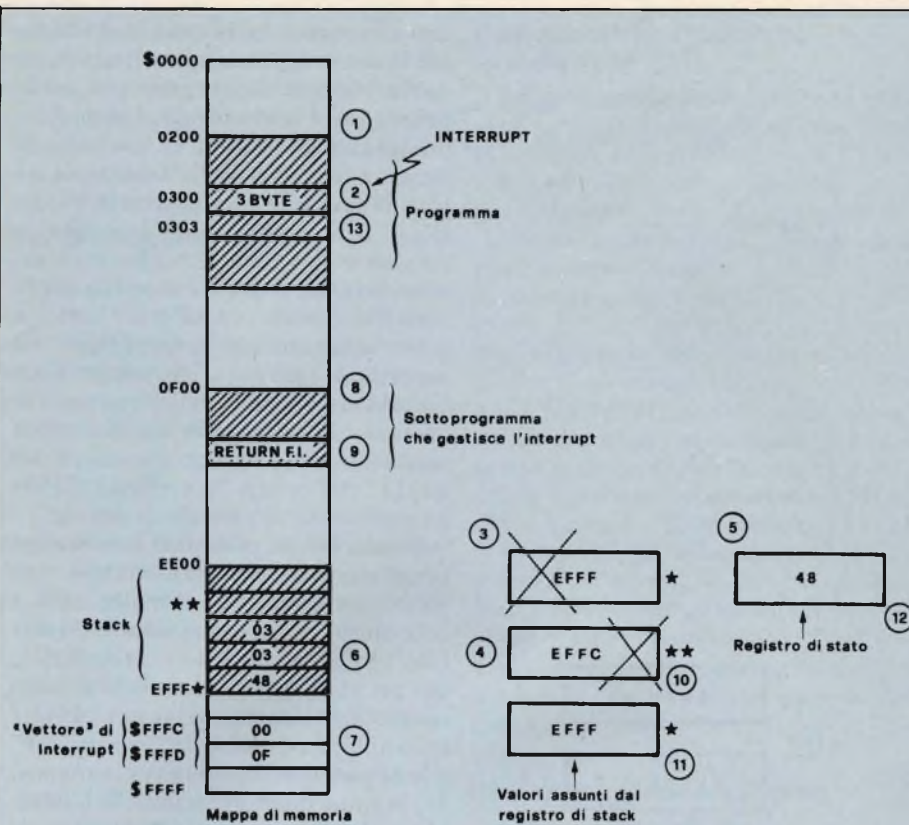 $0000
1
0200
INTERRUPT
2
0300
3 BYTE
Programma
0303
13
0F00
8
Sottoprogramma
che gestisce l'interrupt
RETURN F.I.
9
3
5
EE00
EFFF ★
48
★★
Stack
03
12
03
6
4
EFFC ★★
Registro di stato
48
10
EFFF★
"Vettore" di
interrupt
$FFFC
00
7
EFFF ★
$FFFD
0F
11
$FFFF
Mappa di memoria
Valori assunti dal
registro di stack